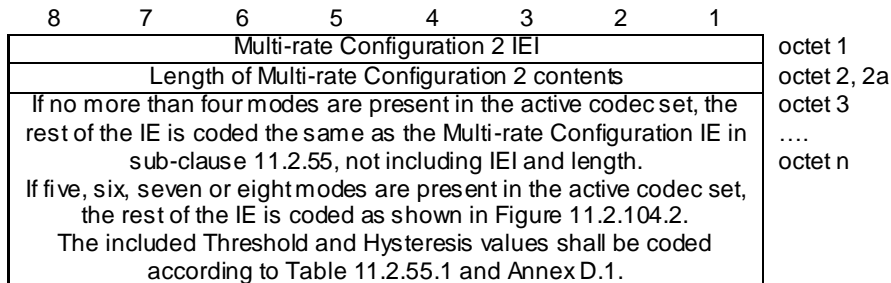 8 7 6 5 4 3 2 1
Multi-rate Configuration 2 IEI octet 1
Length of Multi-rate Configuration 2 contents octet 2, 2a
If no more than four modes are present in the active codec set, the octet 3
rest of the IE is coded the same as the Multi-rate Configuration IE in ....
sub-clause 11.2.55, not including IEI and length. octet n
If five, six, seven or eight modes are present in the active codec set,
the rest of the IE is coded as shown in Figure 11.2.104.2.
The included Threshold and Hysteresis values shall be coded
according to Table 11.2.55.1 and Annex D.1.